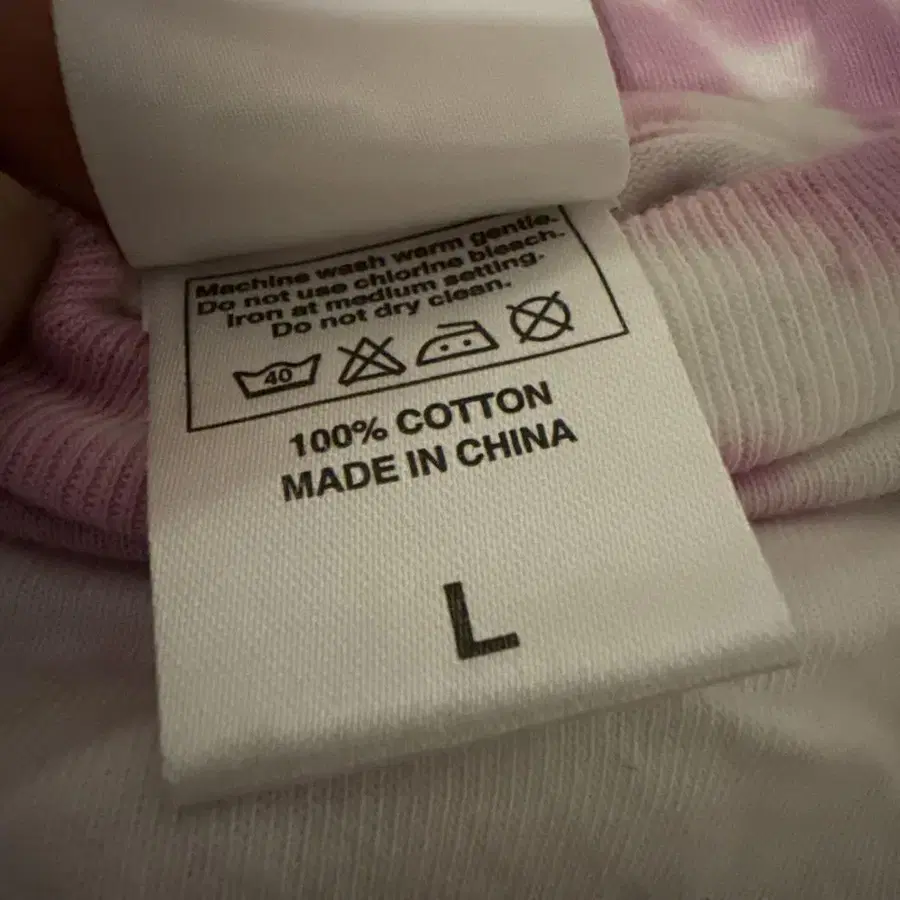 Machine wash warm gentle.
Do not use chlorine bleach.
Iron at medium setting.
Do not dry clean.
40
100% COTTON
MADE IN CHINA
L